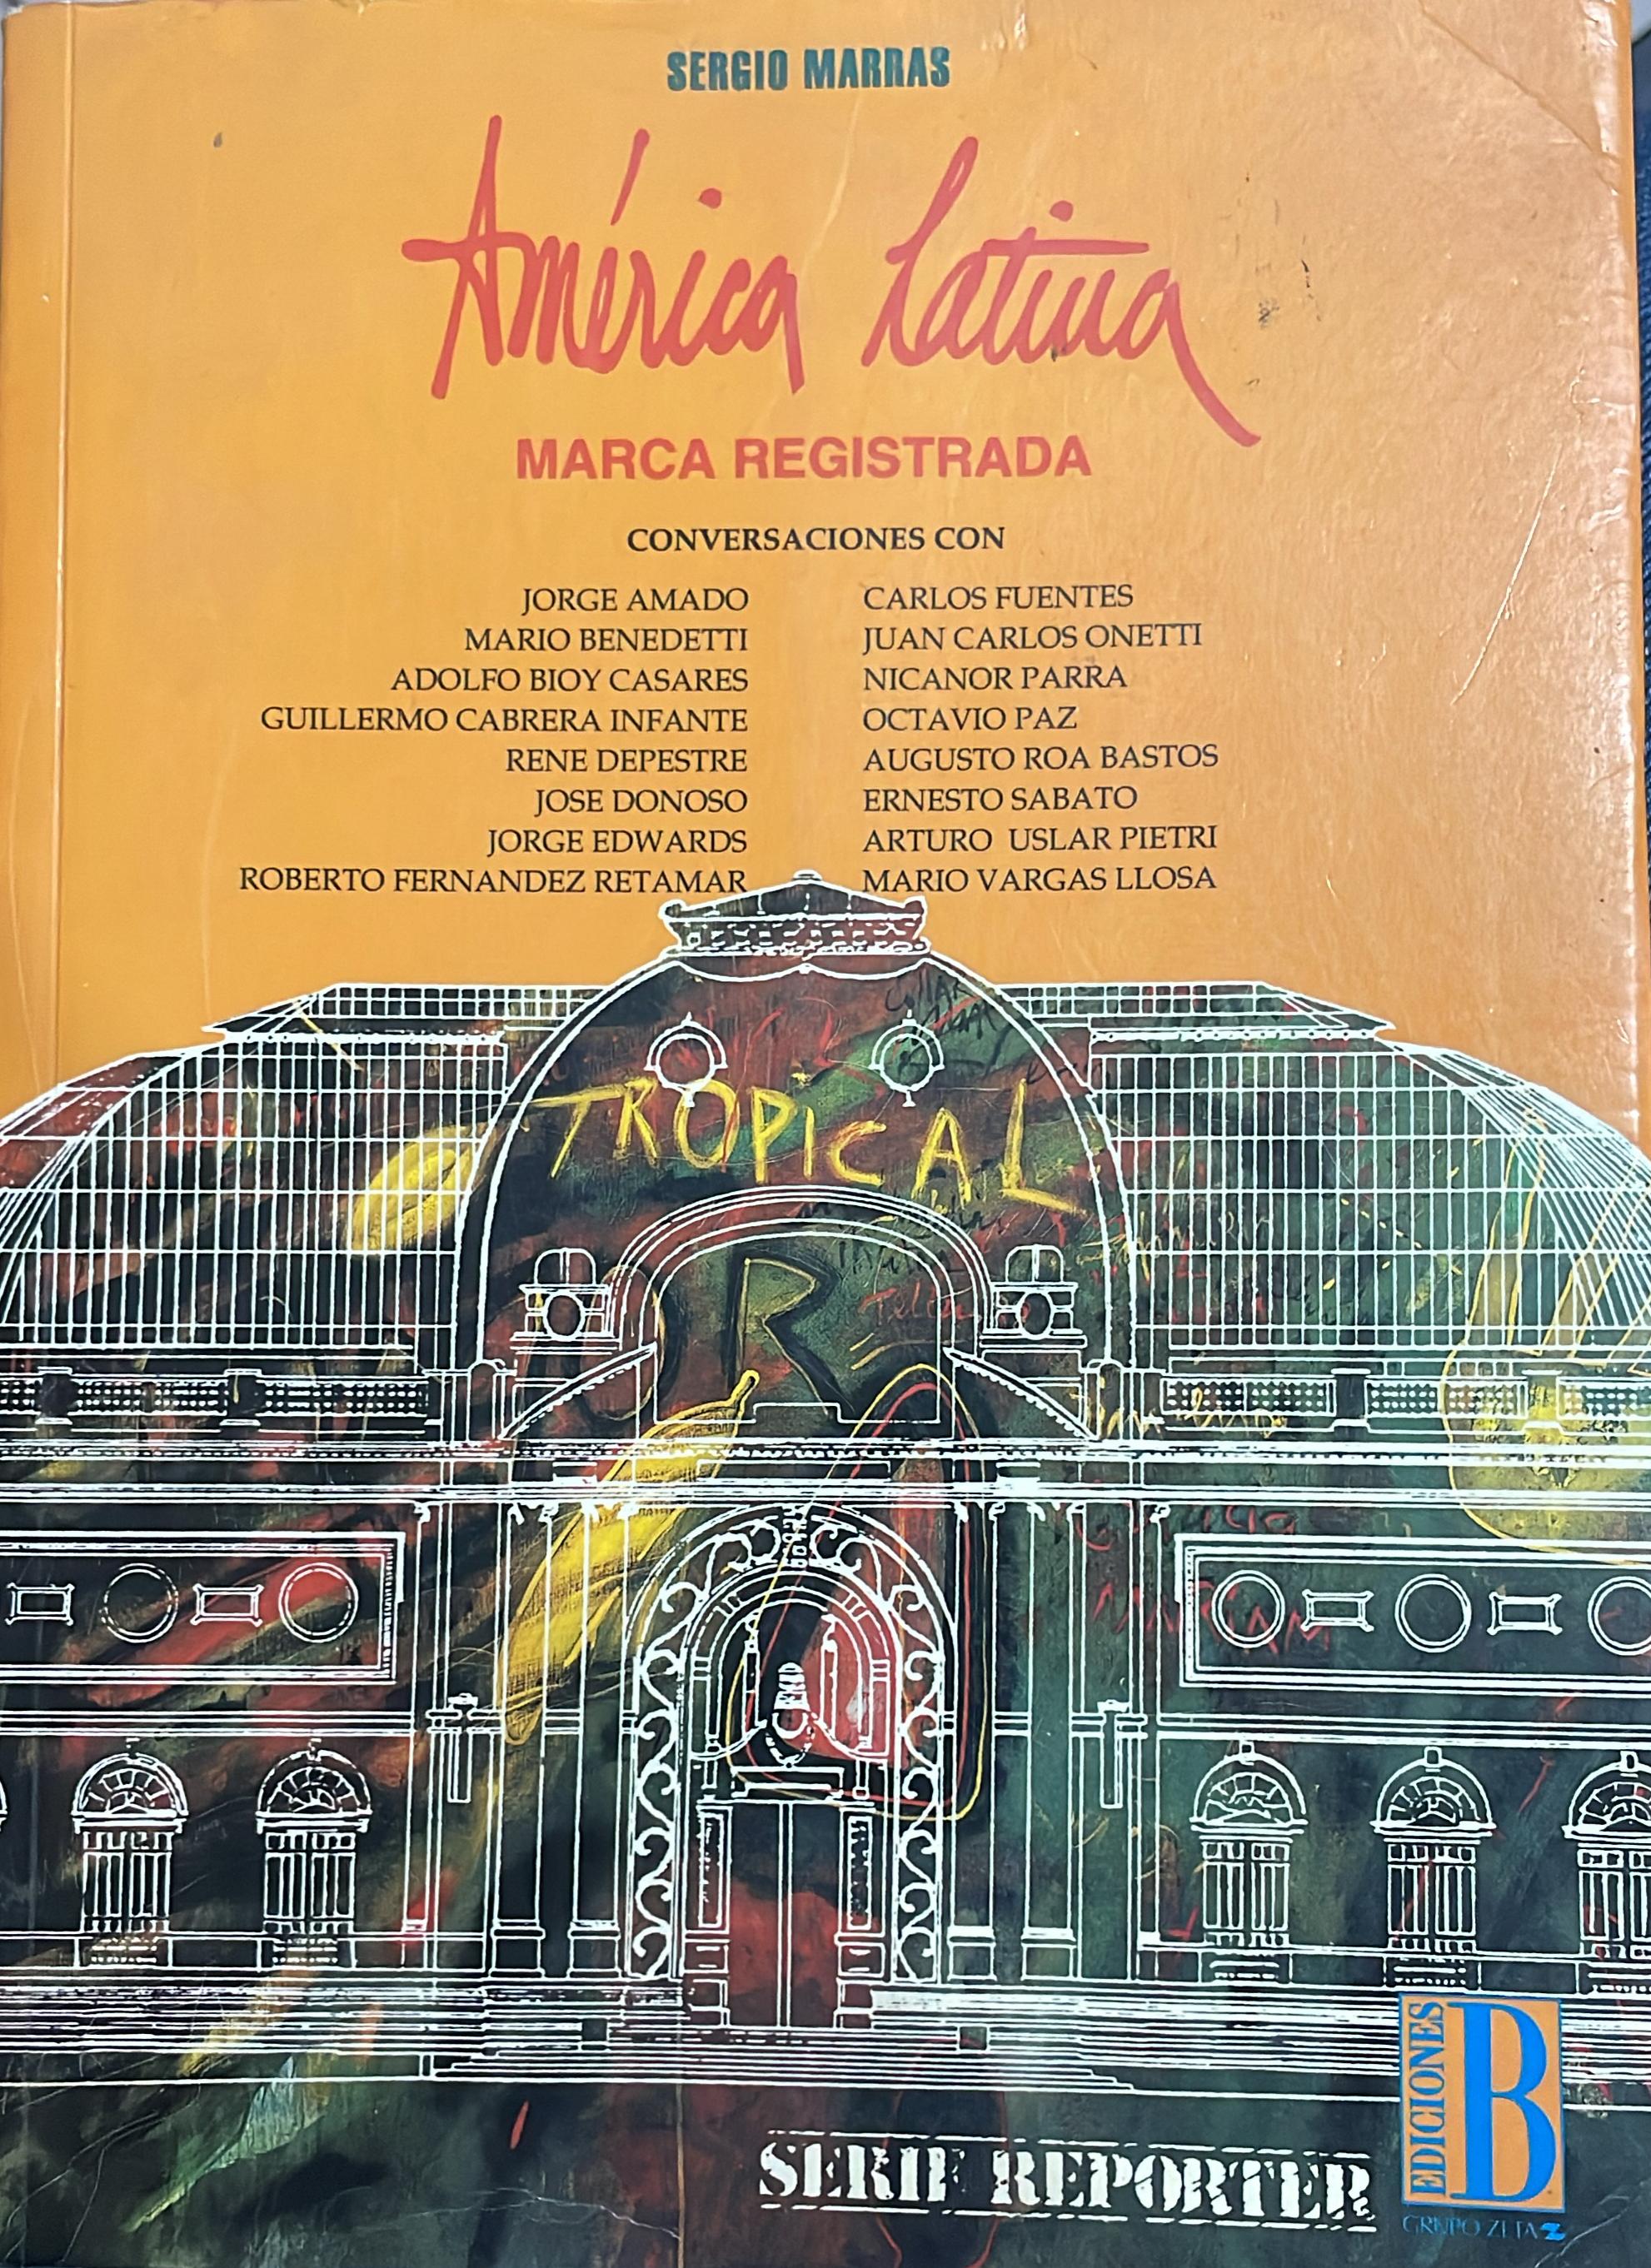 SERGIO MARRAS
América Latina
MARCA REGISTRADA
CONVERSACIONES CON
JORGE AMADO
MARIO BENEDETTI
ADOLFO BIOY CASARES
GUILLERMO CABRERA INFANTE
RENE DEPESTRE
JOSE DONOSO
JORGE EDWARDS
ROBERTO FERNANDEZ RETAMAR
CARLOS FUENTES
JUAN CARLOS ONETTI
NICANOR PARRA
OCTAVIO PAZ
AUGUSTO ROA BASTOS
ERNESTO SABATO
ARTURO USLAR PIETRI
MARIO VARGAS LLOSA
TROPICAL
R
SERIE REPORTER
EDICIONES
B
GRUPO ZETA